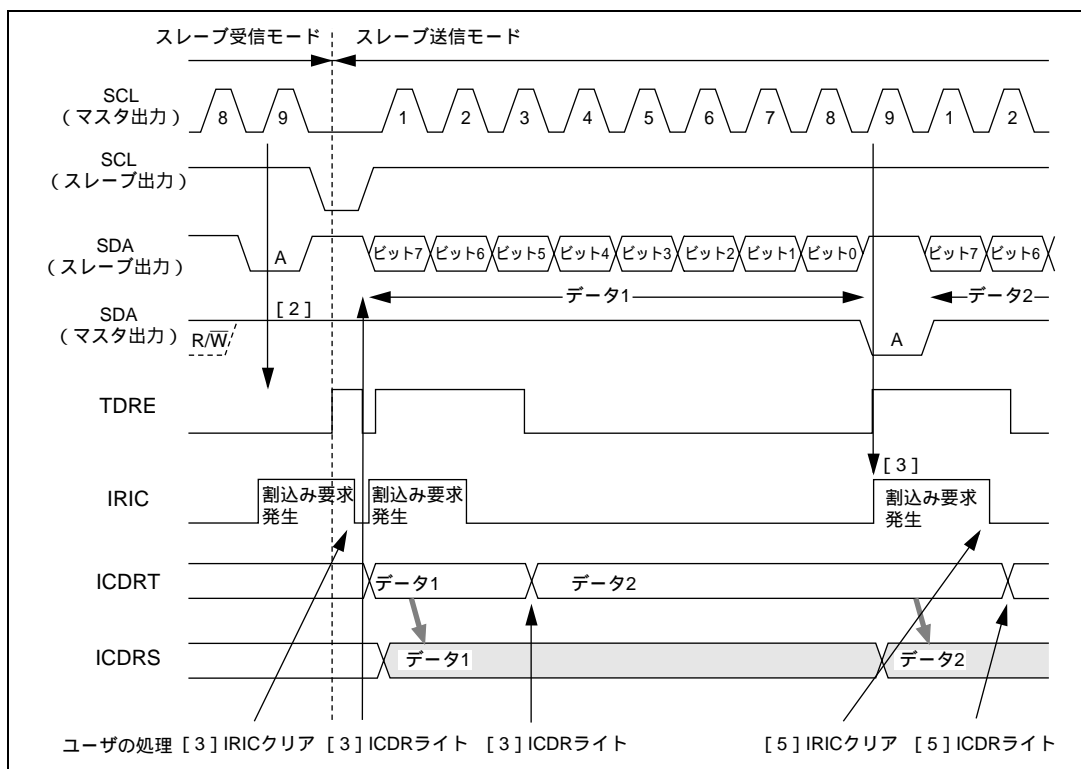 スレーブ受信モード スレーブ送信モード
SCL
(マスタ出力)
8 9 1 2 3 4 5 6 7 8 9 1 2
SCL
(スレーブ出力)
SDA
(スレーブ出力)
A
ビット7 ビット6 ビット5 ビット4 ビット3 ビット2 ビット1 ビット0 ビット7 ビット6
データ1 データ2
[2]
SDA
(マスタ出力)
R/W
A
TDRE
[3]
IRIC
割込み要求
発生
割込み要求
発生
割込み要求
発生
ICDRT
データ1 データ2
ICDRS
データ1 データ2
ユーザの処理 [3] IRICクリア [3] ICDRライト [3] ICDRライト [5] IRICクリア [5] ICDRライト